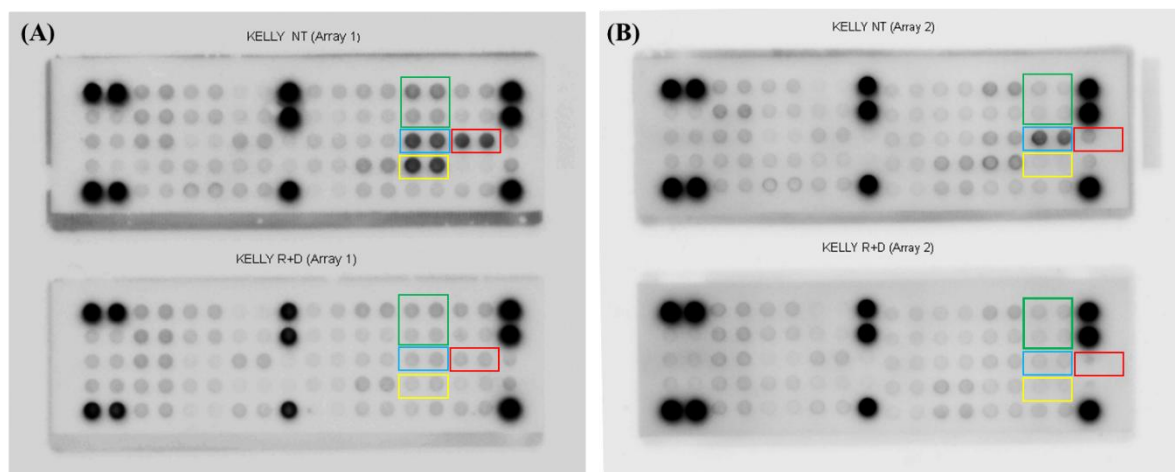 (A)
KELLY NT (Array 1)
KELLY R+D (Array 1)
(B)
KELLY NT (Array 2)
KELLY R+D (Array 2)